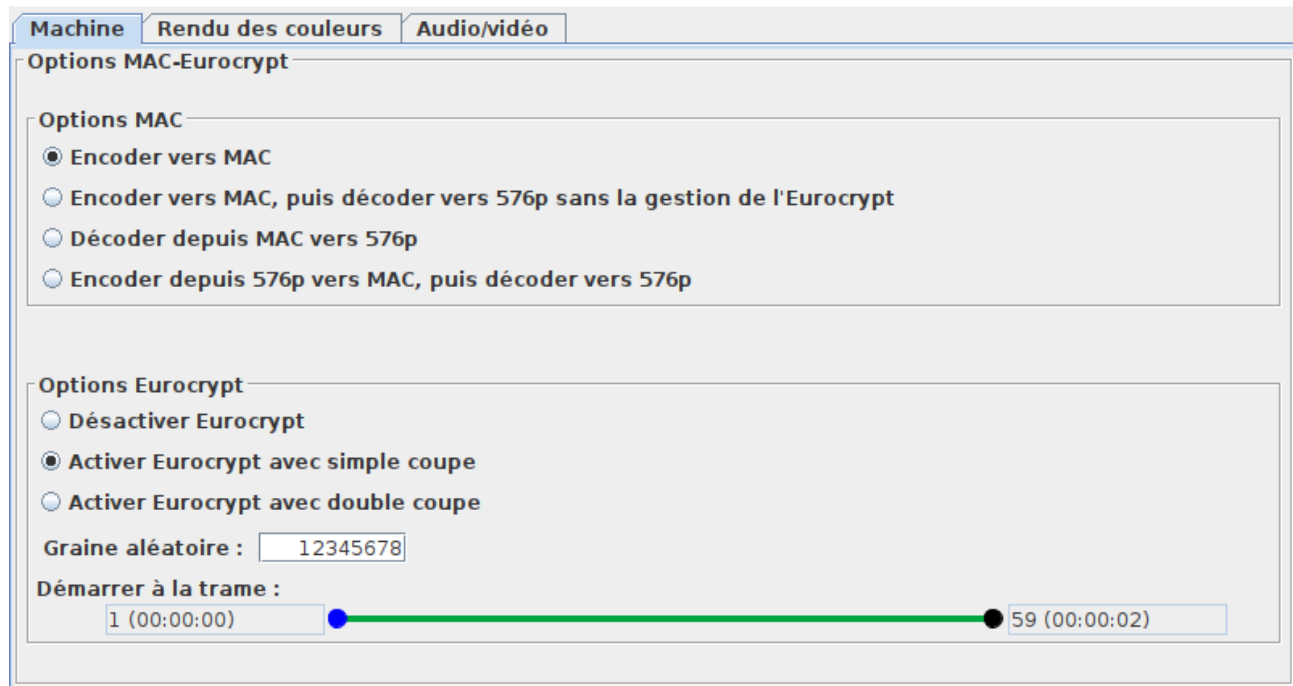 Machine Rendu des couleurs Audio/vidéo
Options MAC-Eurocrypt
Options MAC
Encoder vers MAC
Encoder vers MAC, puis décoder vers 576p sans la gestion de l'Eurocrypt
Décoder depuis MAC vers 576p
Encoder depuis 576p vers MAC, puis décoder vers 576p
Options Eurocrypt
Désactiver Eurocrypt
Activer Eurocrypt avec simple coupe
Activer Eurocrypt avec double coupe
Graine aléatoire : 12345678
Démarrer à la trame :
1 (00:00:00) 59 (00:00:02)